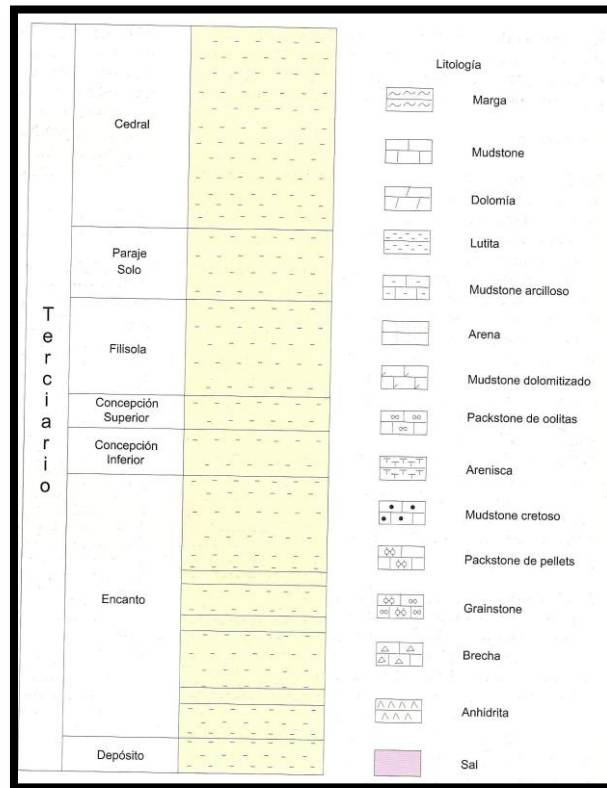 Terciario
Cedral
Paraje
Solo
Filisola
Concepción
Superior
Concepción
Inferior
Encanto
Depósito
Litología
Marga
Mudstone
Dolomía
Lutita
Mudstone arcilloso
Arena
Mudstone dolomitizado
Packstone de oolitas
Arenisca
Mudstone cretoso
Packstone de pellets
Grainstone
Brecha
Anhidrita
Sal